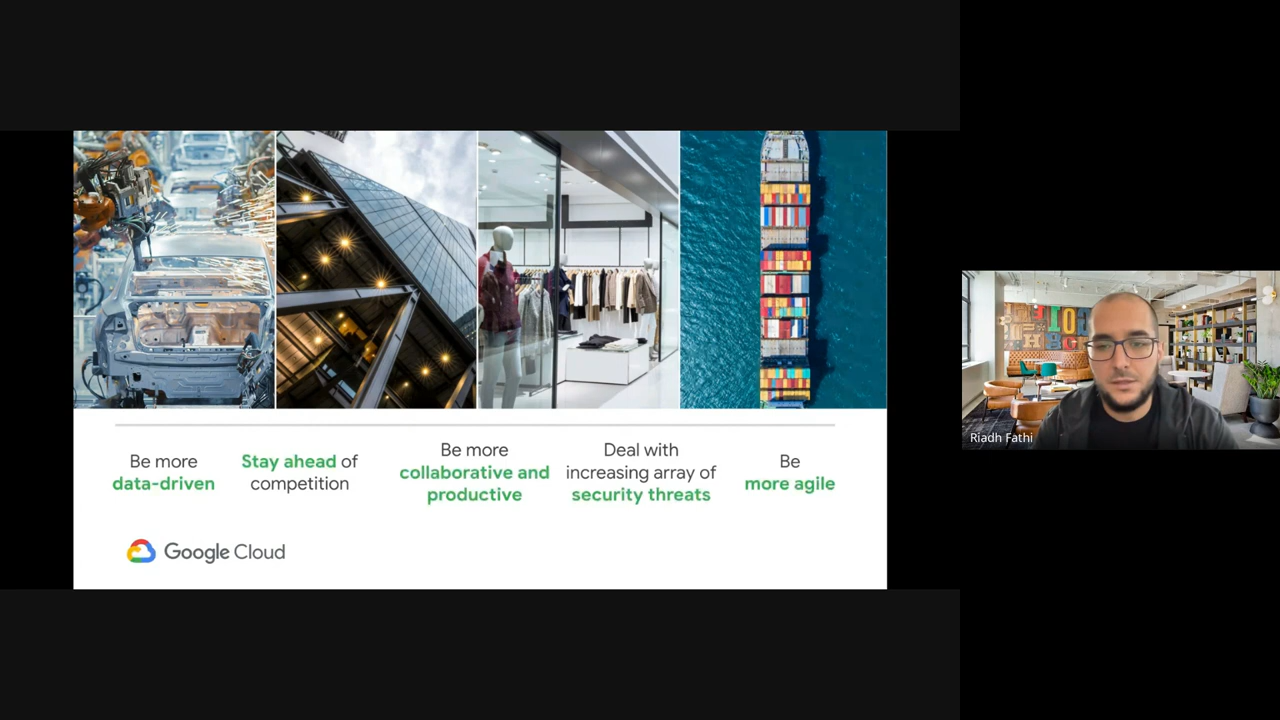 Be more
data-driven
Stay ahead of
competition
Be more
collaborative and
productive
Deal with
increasing array of
security threats
Be
more agile
Google Cloud
Riadh Fathi